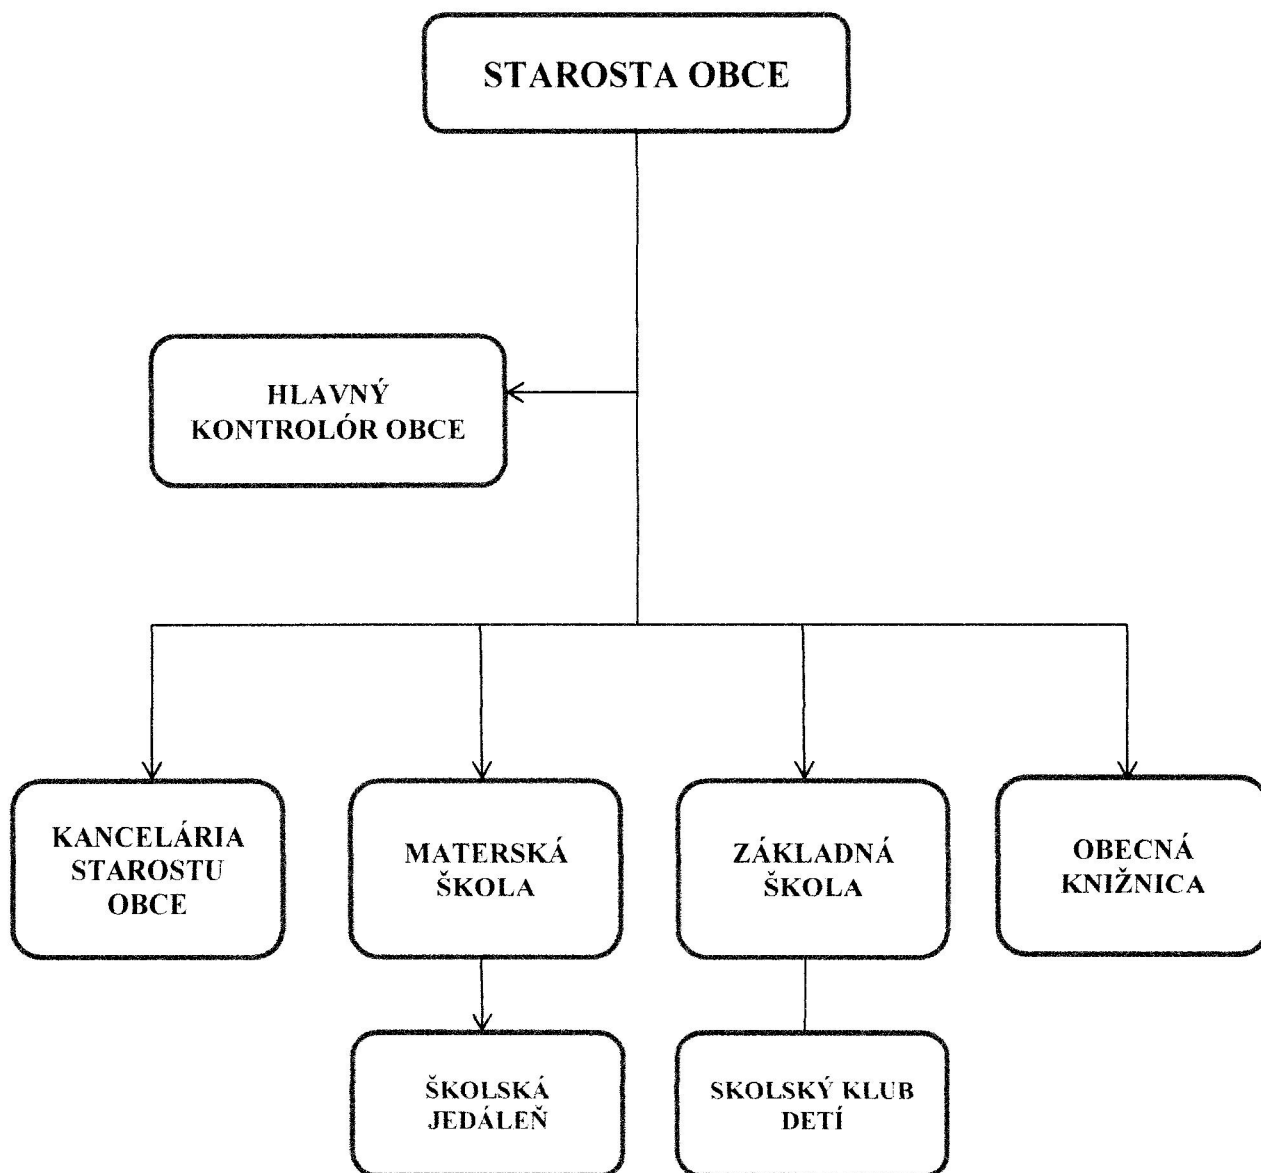 STAROSTA OBCE
HLAVNÝ
KONTROLÓR OBCE
KANCELÁRIA
STAROSTU
OBCE
MATERSKÁ
ŠKOLA
ZÁKLADNÁ
ŠKOLA
OBECNÁ
KNIŽNICA
ŠKOLSKÁ
JEDÁLEŇ
SKOLSKÝ KLUB
DETÍ